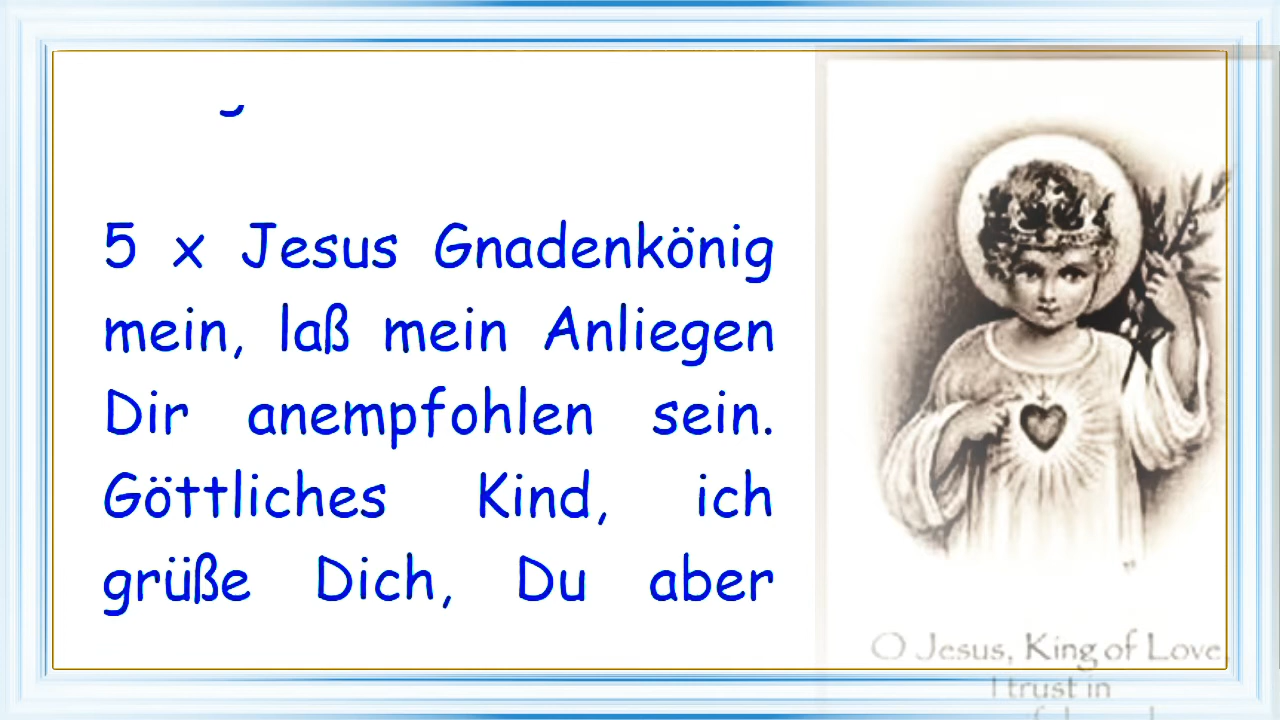 5 x Jesus Gnadenkönig
mein, laß mein Anliegen
Dir anempfohlen sein.
Göttliches Kind, ich
grüße Dich, Du aber
O Jesus, King of Love,
I trust in